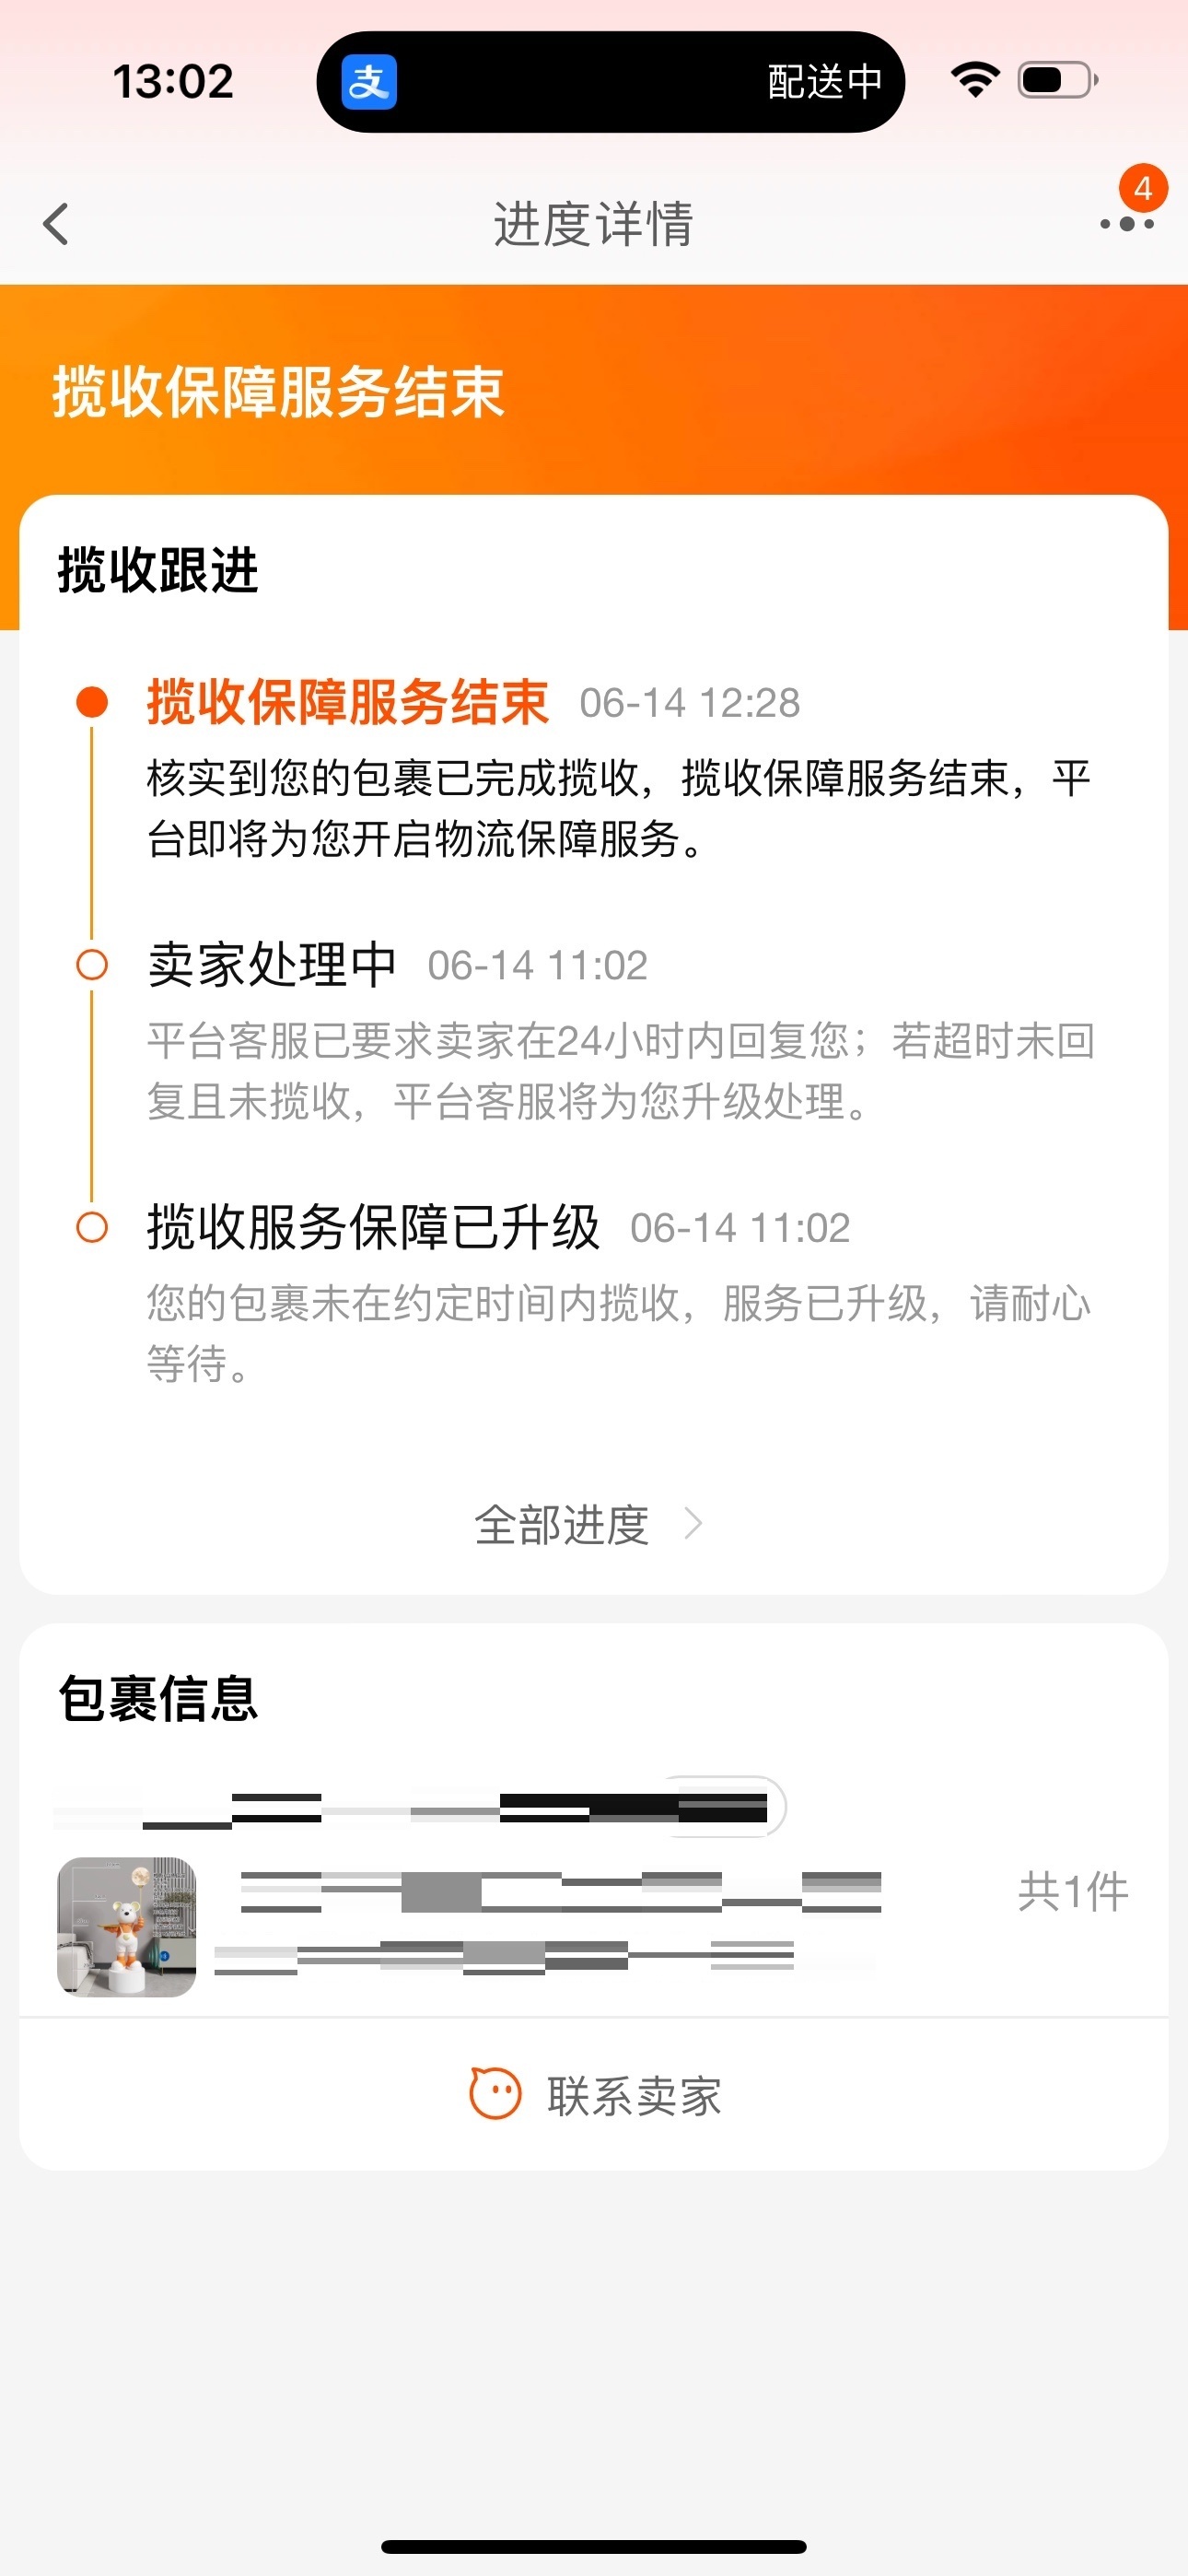 13:02
支
配送中
进度详情
4
揽收保障服务结束
揽收跟进
揽收保障服务结束 06-14 12:28
核实到您的包裹已完成揽收，揽收保障服务结束，平
台即将为您开启物流保障服务。
卖家处理中 06-14 11:02
平台客服已要求卖家在24小时内回复您；若超时未回
复且未揽收，平台客服将为您升级处理。
揽收服务保障已升级 06-14 11:02
您的包裹未在约定时间内揽收，服务已升级，请耐心
等待。
全部进度
包裹信息
共1件
联系卖家